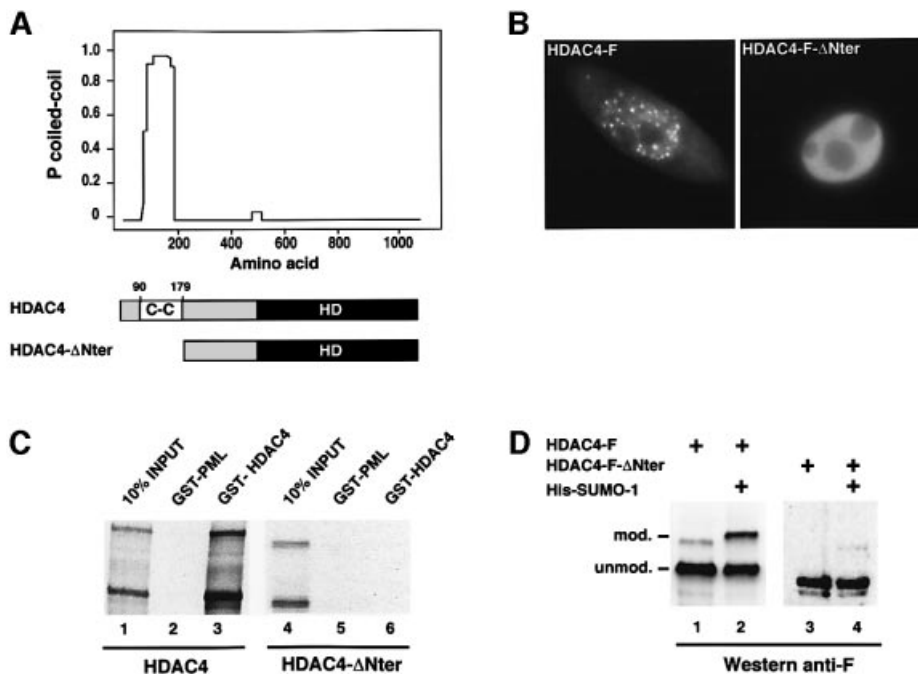 A
P coiled-coil
1.0
0.8
0.6
0.4
0.2
0
200 400 600 800 1000
Amino acid
90 179
HDAC4 C-C HD
HDAC4-ΔNter HD
B
HDAC4-F HDAC4-F-ΔNter
C
10% INPUT GST-PML GST- HDAC4 10% INPUT GST-PML GST-HDAC4
1 2 3 4 5 6
HDAC4 HDAC4-ΔNter
D
HDAC4-F + +
HDAC4-F-ΔNter + +
His-SUMO-1 + +
mod. –
unmod. –
1 2 3 4
Western anti-F